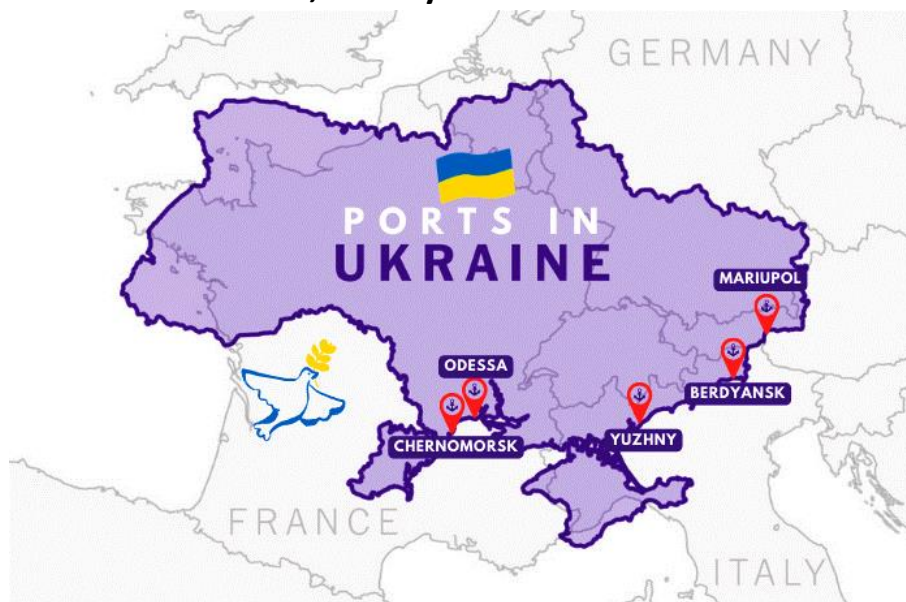 GERMANY
PORTS IN
UKRAINE
MARIUPOL
ODESSA
BERDYANSK
CHERNOMORSK
YUZHNY
FRANCE
ITALY